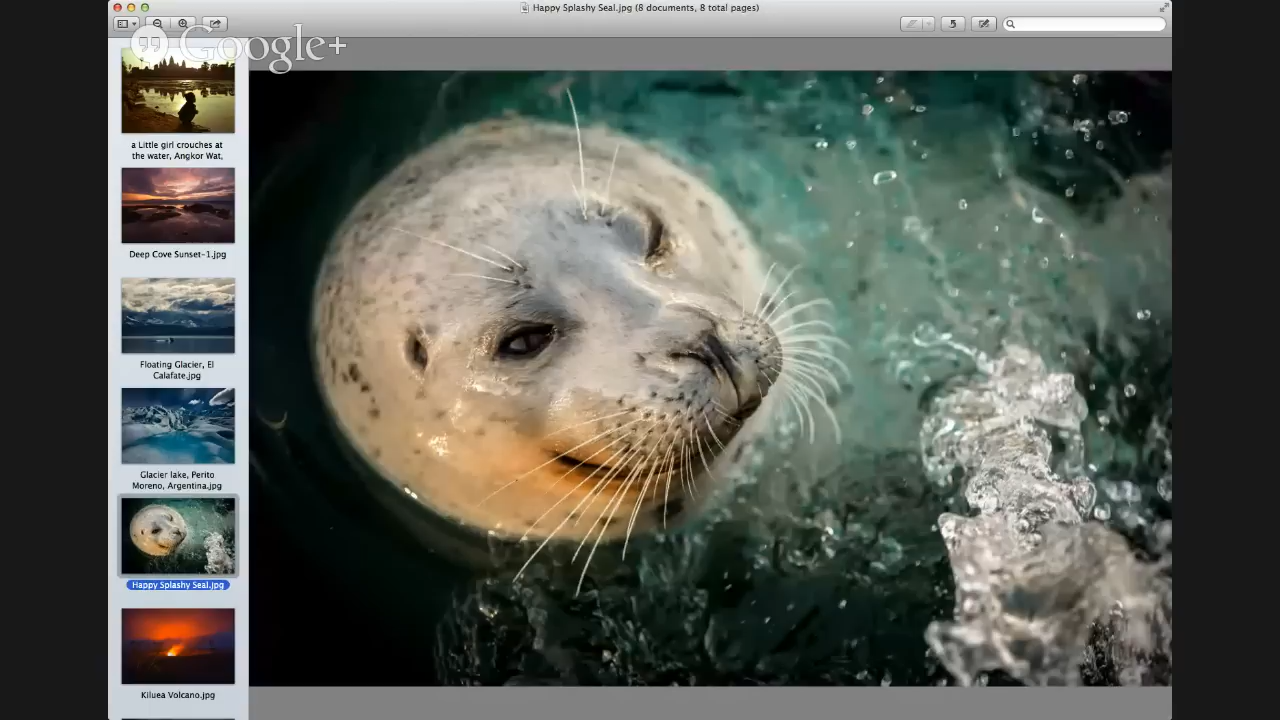 Happy Splashy Seal.jpg (8 documents, 8 total pages)
Google+
a Little girl crouches at
the water, Angkor Wat,
Deep Cove Sunset-1.jpg
Floating Glacier, El
Calafate.jpg
Glacier lake, Perito
Moreno, Argentina.jpg
Happy Splashy Seal.jpg
Kiluea Volcano.jpg